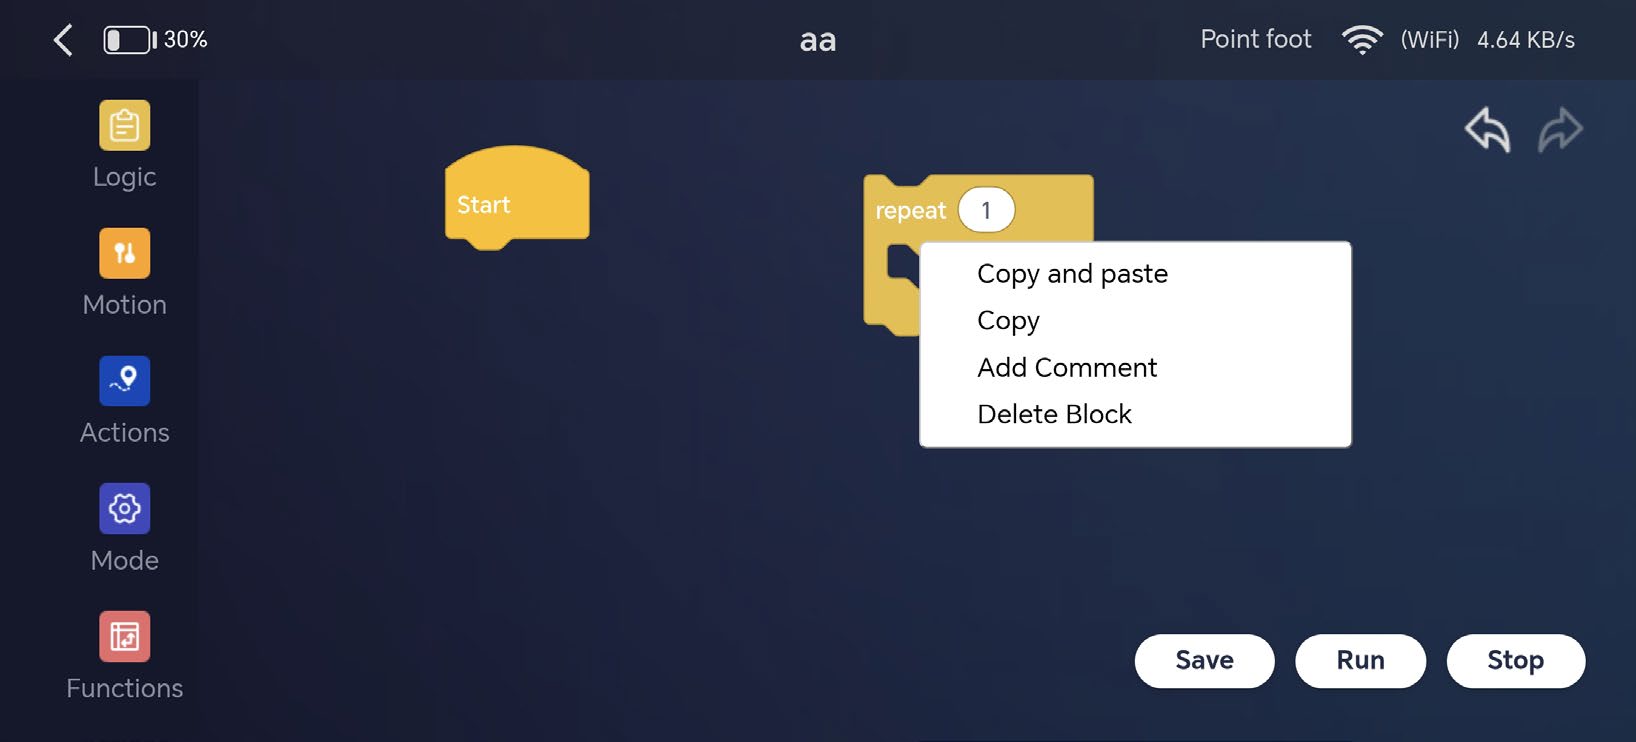 30%
aa
Point foot
(WiFi) 4.64 KB/s
Logic
Motion
Actions
Mode
Functions
Start
repeat 1
Copy and paste
Copy
Add Comment
Delete Block
Save
Run
Stop